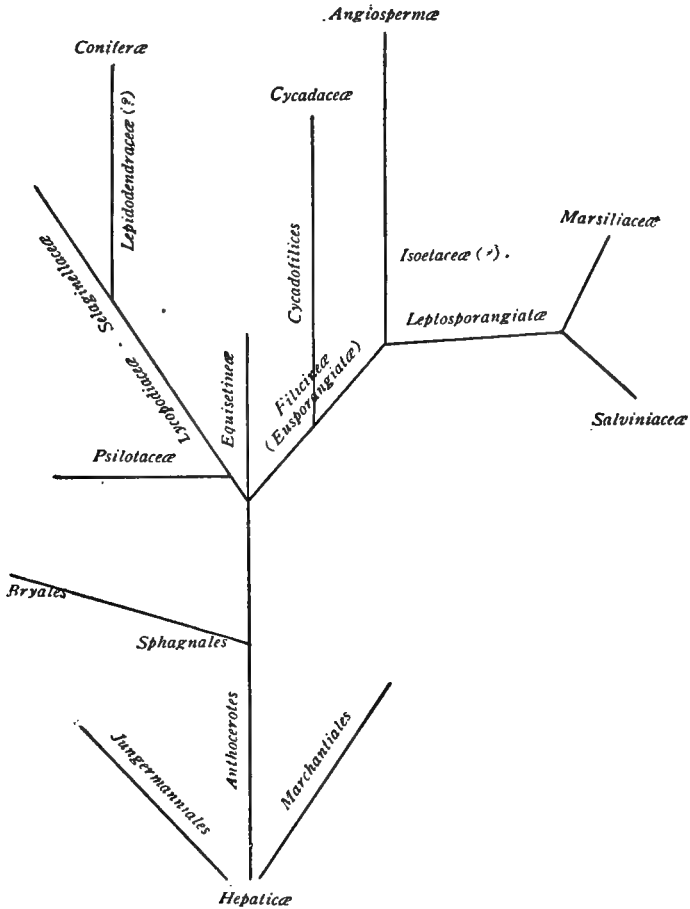 Angiospermæ
Coniferæ
Cycadaceæ
Lepidodendraceæ (?)
Marsiliaceæ
Lycopodiaceæ - Selaginellaceæ
Cycadofilices
Isoetaceæ (?).
Leptosporangiatæ
Equisetineæ
Filicineæ
(Eusporangiatæ)
Salviniaceæ
Psilotaceæ
Bryales
Sphagnales
Anthocerotes
Jungermanniales
Marchantiales
Hepaticæ